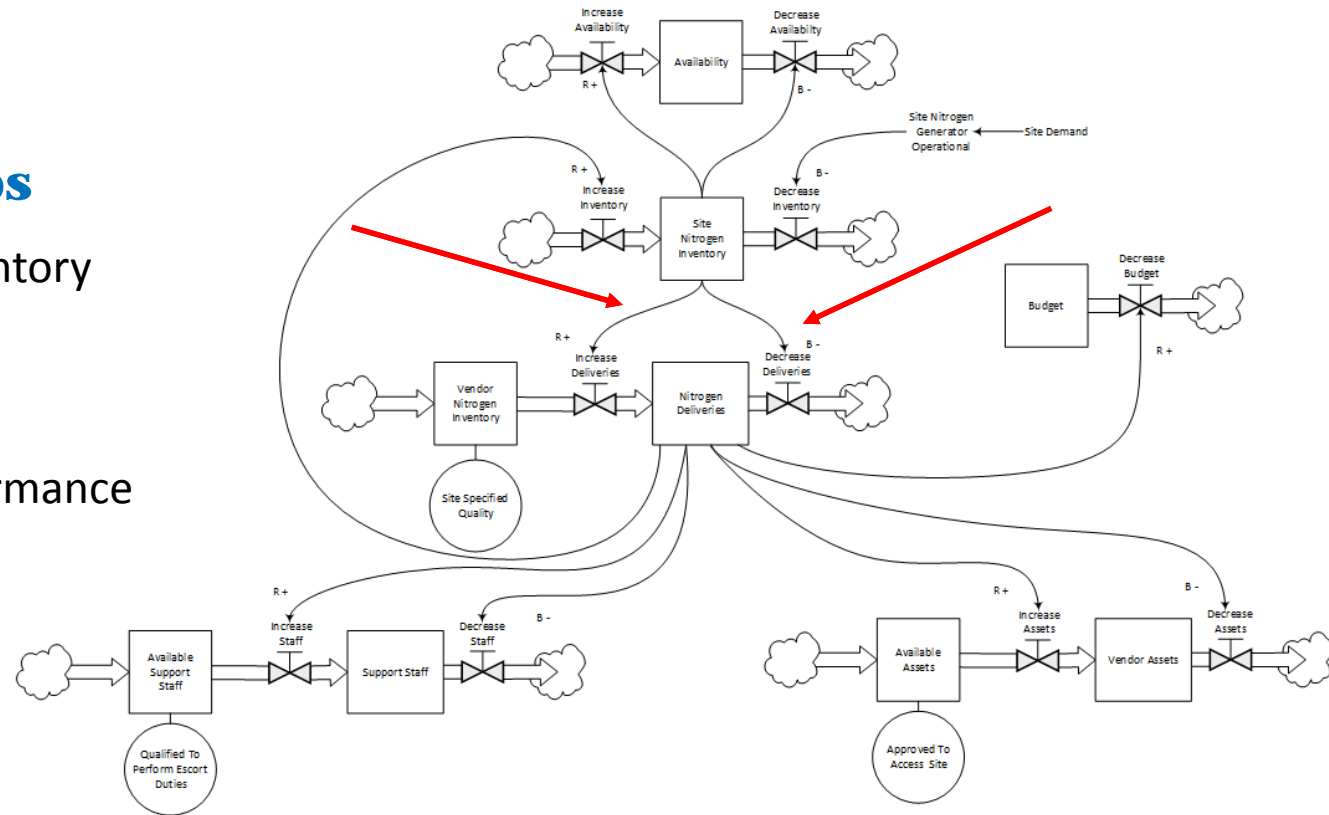 os
ntory
rmance
Increase
Availability
Decrease
Availabilty
Availability
R +
B -
Site Nitrogen
Generator
Operational
Site Demand
R +
Increase
Inventory
B -
Decrease
Inventory
Site
Nitrogen
Inventory
Decrease
Budget
Budget
R +
R +
Increase
Deliveries
B -
Decrease
Deliveries
Vendor
Nitrogen
Inventory
Nitrogen
Deliveries
Site Specified
Quality
R +
Increase
Staff
B -
Decrease
Staff
Available
Support
Staff
Support Staff
Qualified To
Perform Escort
Duties
R +
Increase
Assets
B -
Decrease
Assets
Available
Assets
Vendor Assets
Approved To
Access Site